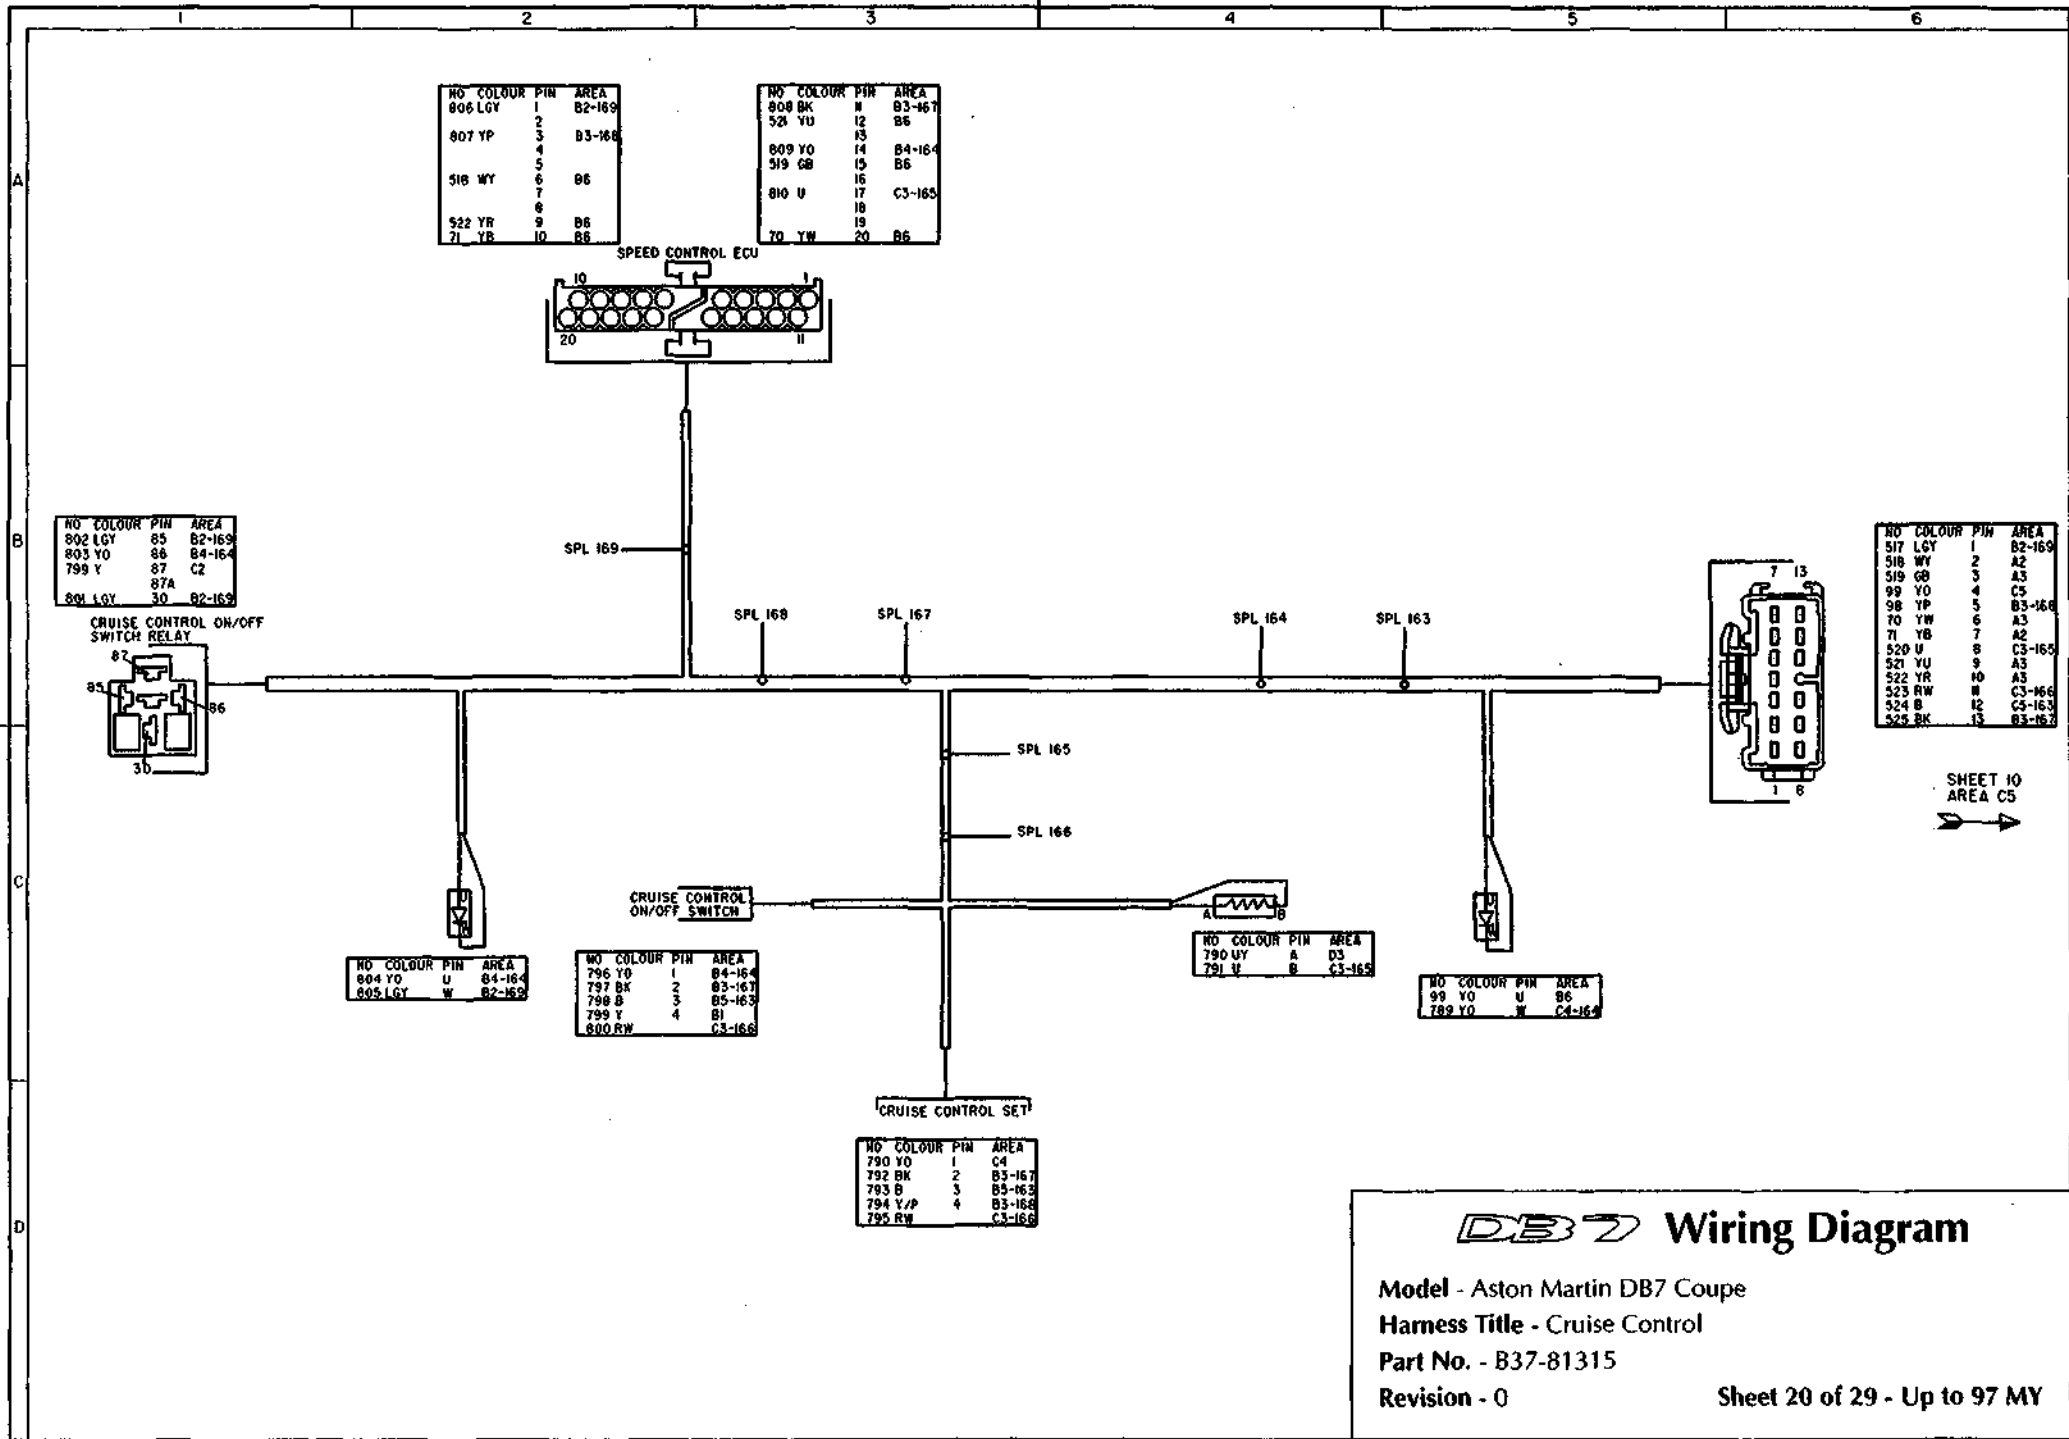 1 2 3 4 5 6
A
B
C
D
NO COLOUR PIN AREA
806 LGY 1 B2-169
2
807 YP 3 B3-168
4
5
518 WY 6 B6
7
8
522 YR 9 B6
71 YB 10 B6
NO COLOUR PIN AREA
808 BK 11 B3-167
521 YU 12 B6
13
809 YO 14 B4-164
519 GB 15 B6
16
810 U 17 C3-165
18
19
70 YW 20 B6
SPEED CONTROL ECU
10 1
20 11
NO COLOUR PIN AREA
802 LGY 85 B2-169
803 YO 86 B4-164
799 Y 87 C2
87A
801 LGY 30 B2-169
CRUISE CONTROL ON/OFF
SWITCH RELAY
87
85
86
30
SPL 169
SPL 168
SPL 167
SPL 164
SPL 163
SPL 165
SPL 166
7 13
1 8
NO COLOUR PIN AREA
517 LGY 1 B2-169
518 WY 2 A2
519 GB 3 A3
99 YO 4 C5
98 YP 5 B3-168
70 YW 6 A3
71 YB 7 A2
520 U 8 C3-165
521 YU 9 A3
522 YR 10 A3
523 RW 11 C3-166
524 B 12 C5-163
525 BK 13 B3-167
SHEET 10
AREA C5
CRUISE CONTROL
ON/OFF SWITCH
A B
NO COLOUR PIN AREA
804 YO U B4-164
805 LGY W B2-169
NO COLOUR PIN AREA
796 YO 1 B4-164
797 BK 2 B3-167
798 B 3 B5-163
799 Y 4 B1
800 RW C3-166
NO COLOUR PIN AREA
790 UY A D3
791 U B C3-165
NO COLOUR PIN AREA
99 YO U B6
789 YO W C4-164
CRUISE CONTROL SET
NO COLOUR PIN AREA
790 YO 1 C4
792 BK 2 B3-167
793 B 3 B5-163
794 Y/P 4 B3-168
795 RW C3-166
DB7 Wiring Diagram
Model - Aston Martin DB7 Coupe
Harness Title - Cruise Control
Part No. - B37-81315
Revision - 0
Sheet 20 of 29 - Up to 97 MY